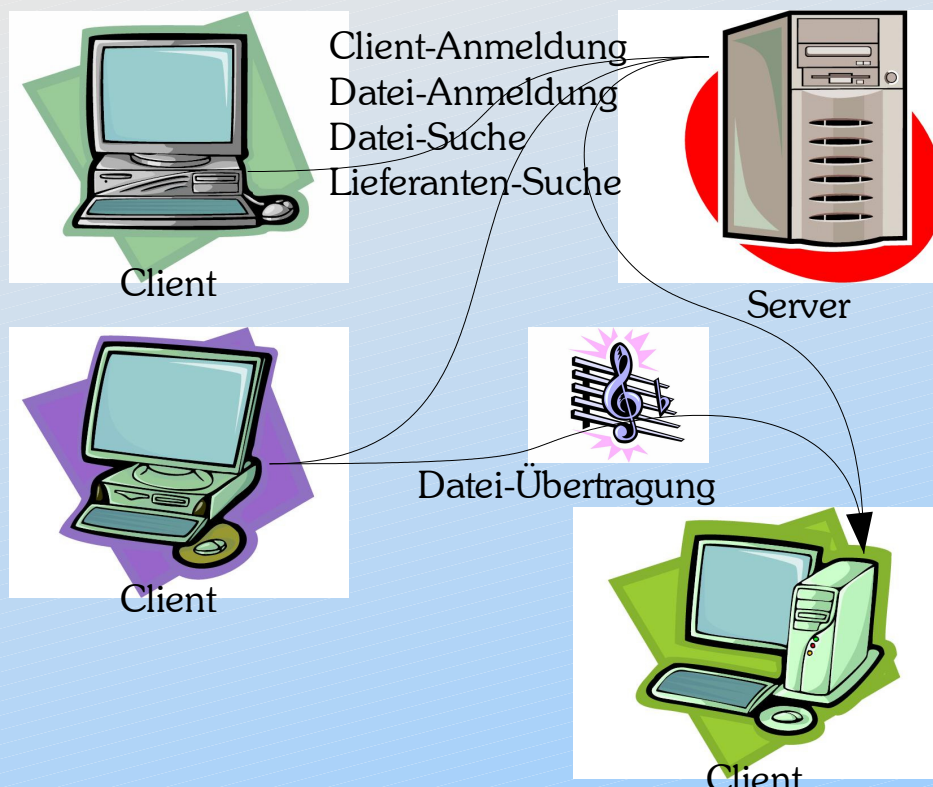 Client-Anmeldung
Datei-Anmeldung
Datei-Suche
Lieferanten-Suche
Client
Server
Datei-Übertragung
Client
Client